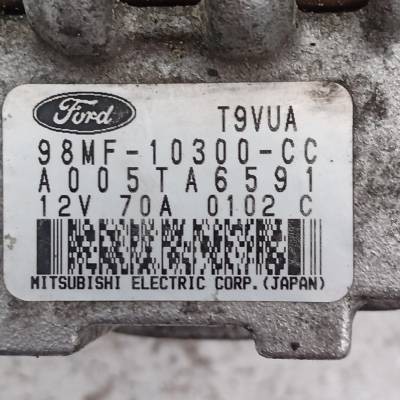 Ford T9VUA
98MF-10300-CC
A005TA6591
12V 70A 0102 C
MITSUBISHI ELECTRIC CORP.(JAPAN)